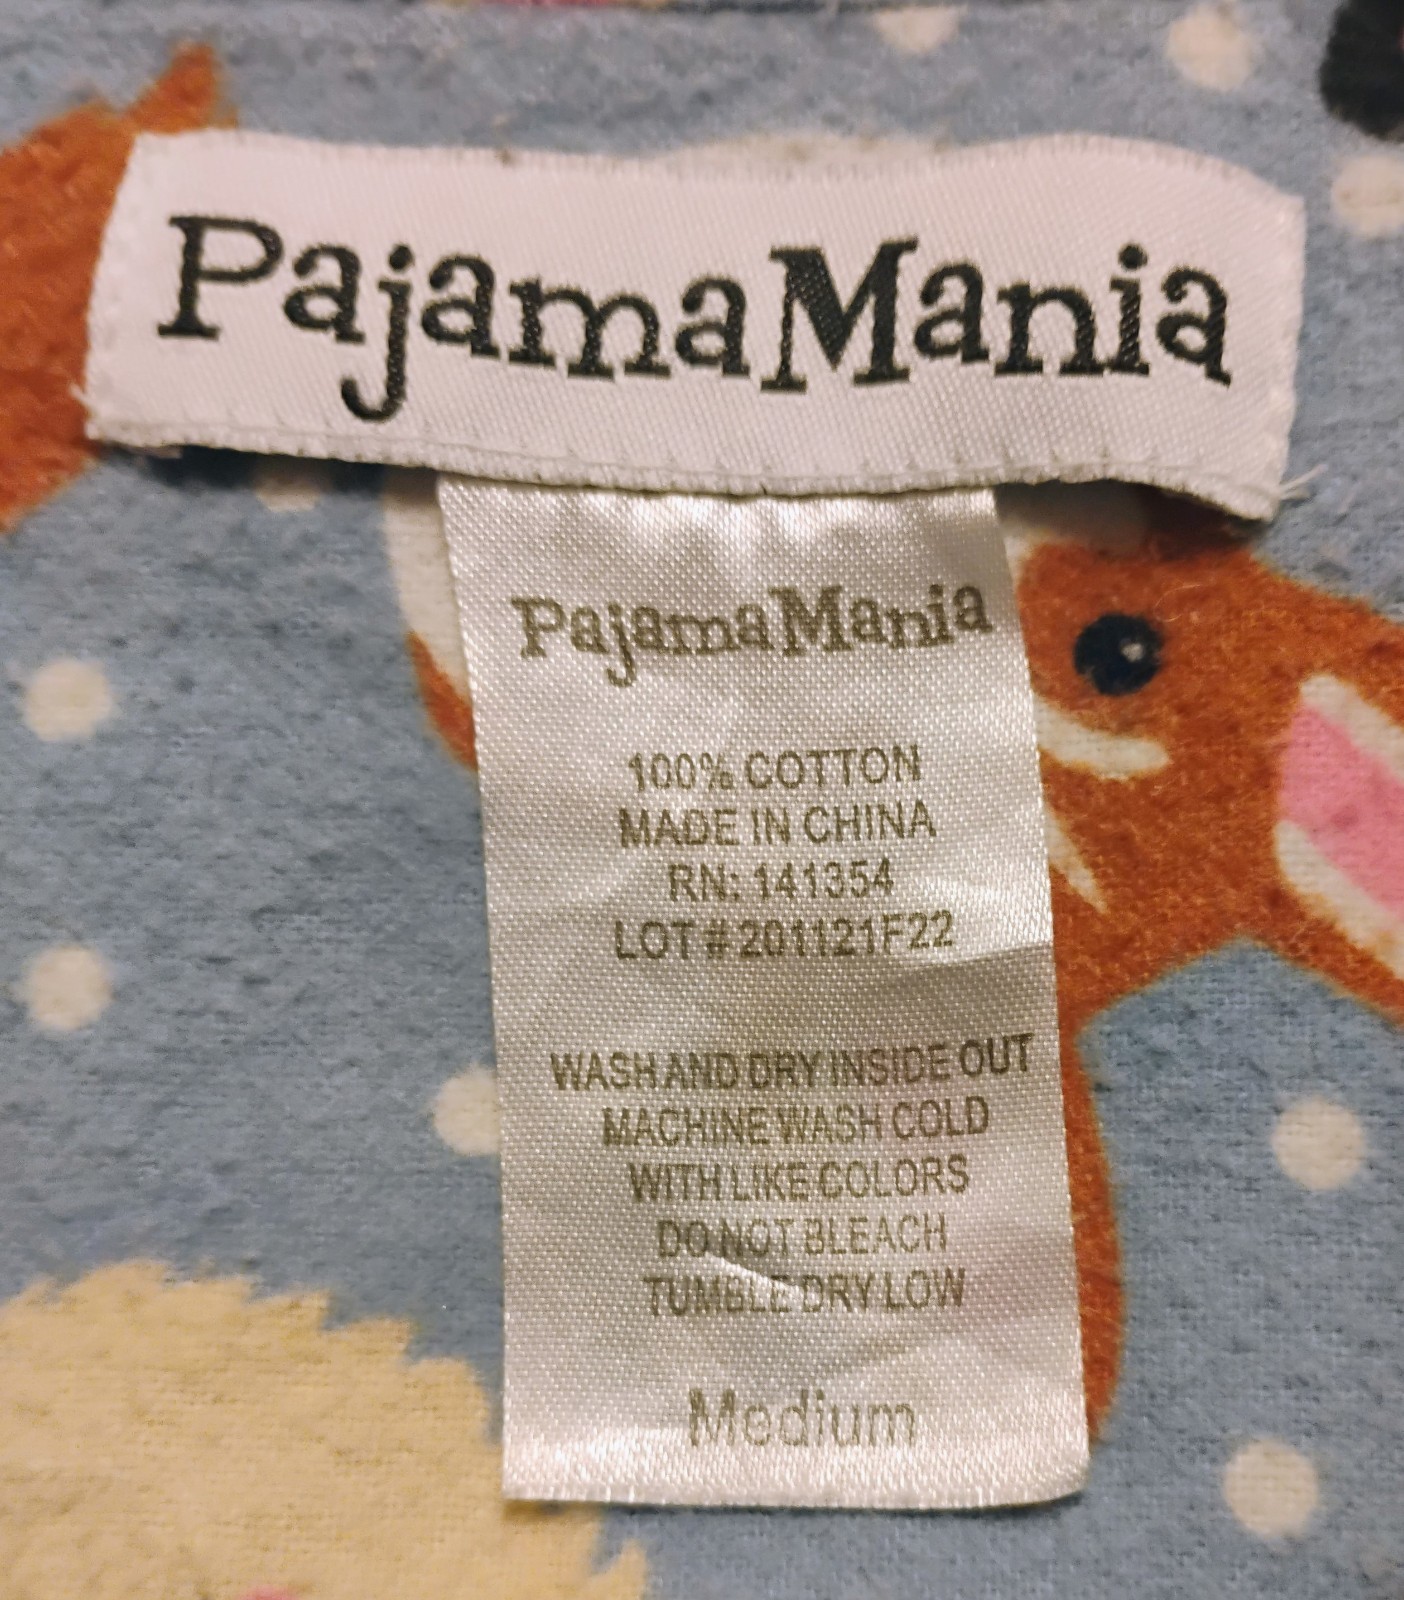 PajamaMania
PajamaMania
100% COTTON
MADE IN CHINA
RN: 141354
LOT # 201121F22
WASH AND DRY INSIDE OUT
MACHINE WASH COLD
WITH LIKE COLORS
DO NOT BLEACH
TUMBLE DRY LOW
Medium